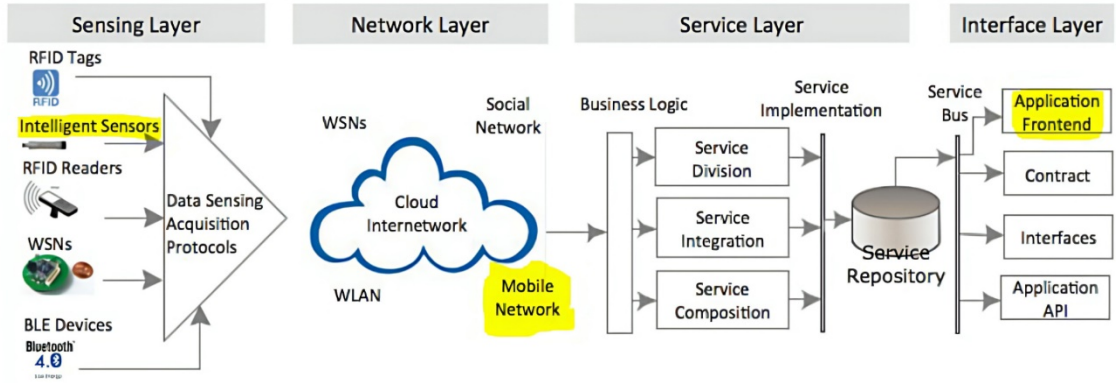 Sensing Layer
Network Layer
Service Layer
Interface Layer
RFID Tags
RFID
Intelligent Sensors
RFID Readers
WSNs
BLE Devices
Bluetooth
4.0
Low Energy
Data Sensing
Acquisition
Protocols
WSNs
Social
Network
Cloud
Internetwork
WLAN
Mobile
Network
Business Logic
Service
Division
Service
Integration
Service
Composition
Service
Implementation
Service
Repository
Service
Bus
Application
Frontend
Contract
Interfaces
Application
API